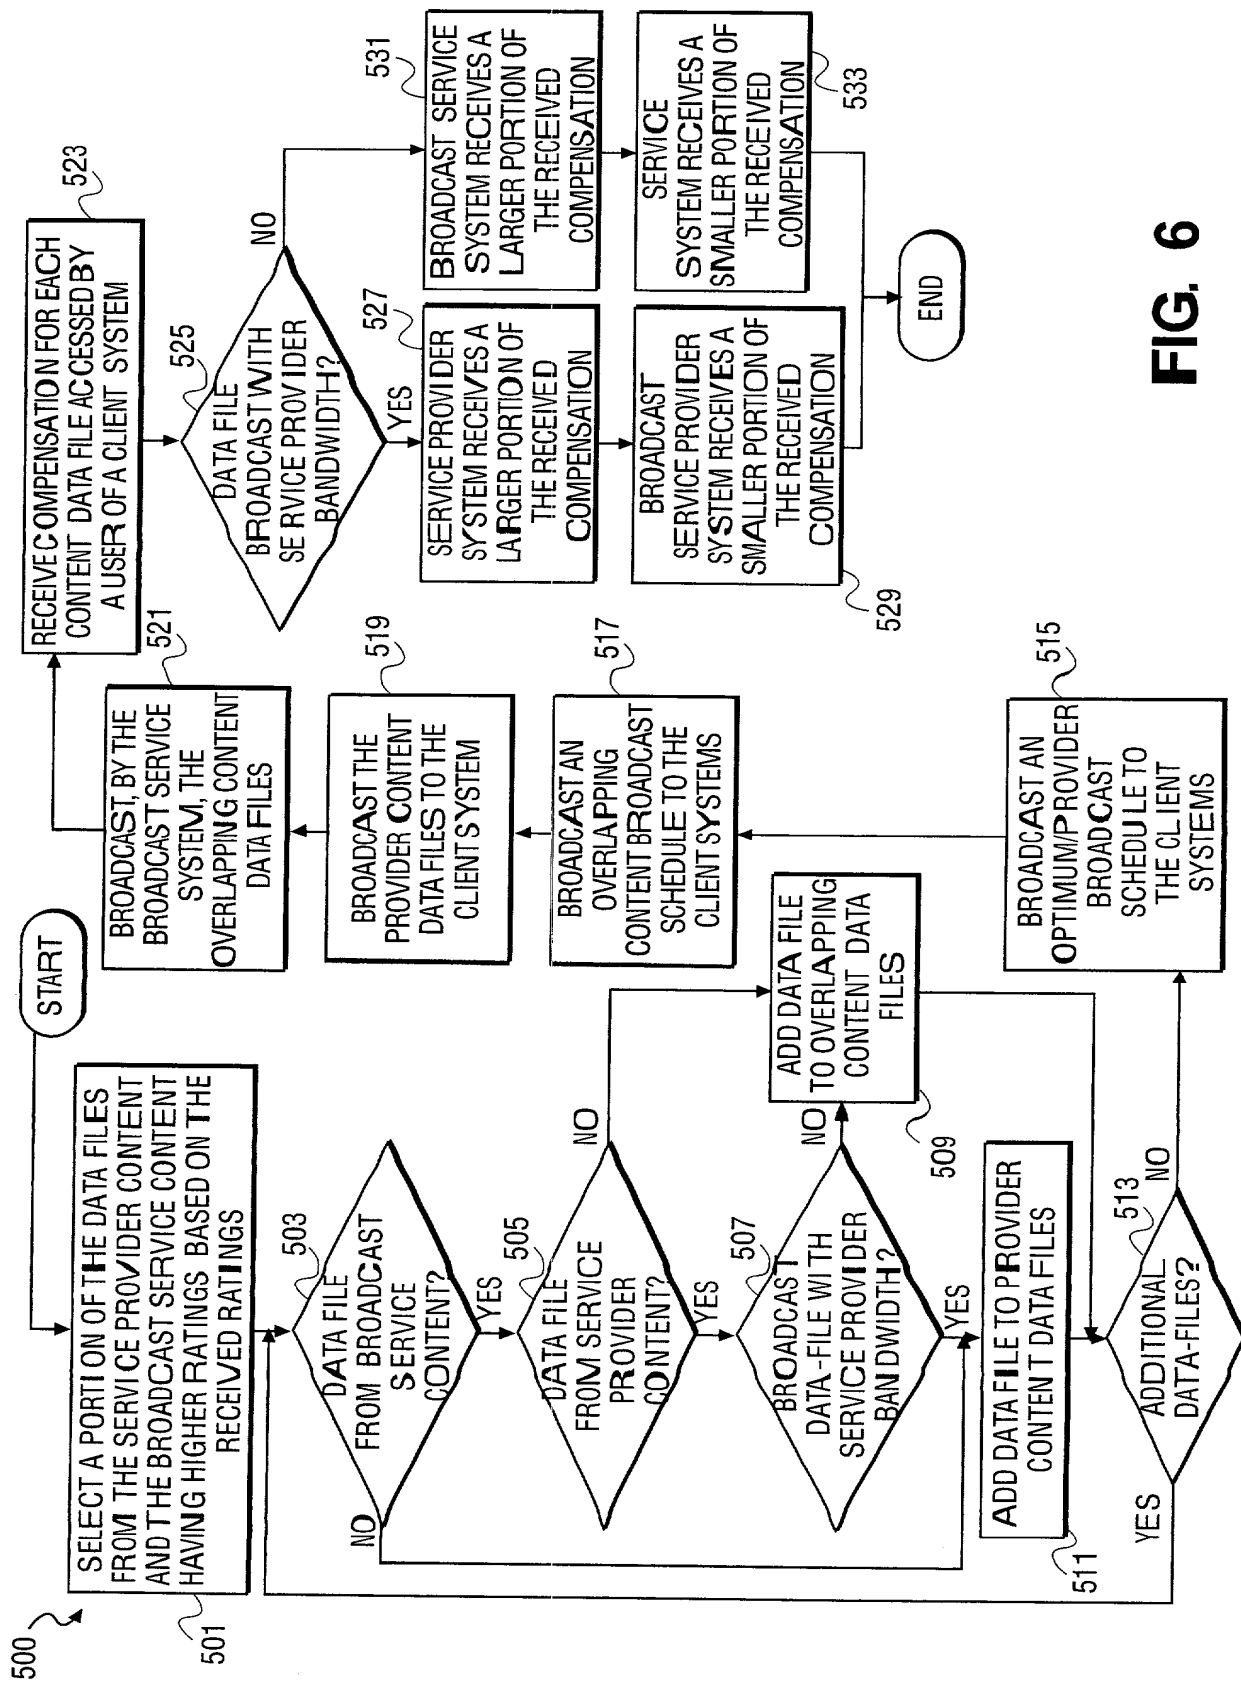 500
START
SELECT A PORTION OF THE DATA FILES
FROM THE SERVICE PROVIDER CONTENT
AND THE BROADCAST SERVICE CONTENT
HAVING HIGHER RATINGS BASED ON THE
RECEIVED RATINGS
501
DATA FILE
FROM BROADCAST
SERVICE
CONTENT?
503
NO
YES
DATA FILE
FROM SERVICE
PROVIDER
CONTENT?
505
NO
YES
BROADCAST
DATA-FILE WITH
SERVICE PROVIDER
BANDWIDTH?
507
NO
YES
ADD DATA FILE
TO OVERLAPPING
CONTENT DATA
FILES
509
ADD DATA FILE TO PROVIDER
CONTENT DATA FILES
511
ADDITIONAL
DATA-FILES?
513
YES
NO
BROADCAST AN
OPTIMUM/PROVIDER
BROADCAST
SCHEDULE TO
THE CLIENT
SYSTEMS
515
BROADCAST AN
OVERLAPPING
CONTENT BROADCAST
SCHEDULE TO THE
CLIENT SYSTEMS
517
BROADCAST THE
PROVIDER CONTENT
DATA FILES TO THE
CLIENT SYSTEM
519
BROADCAST, BY THE
BROADCAST SERVICE
SYSTEM, THE
OVERLAPPING CONTENT
DATA FILES
521
RECEIVE COMPENSATION FOR EACH
CONTENT DATA FILE ACCESSED BY
A USER OF A CLIENT SYSTEM
523
DATA FILE
BROADCAST WITH
SERVICE PROVIDER
BANDWIDTH?
525
NO
YES
SERVICE PROVIDER
SYSTEM RECEIVES A
LARGER PORTION OF
THE RECEIVED
COMPENSATION
527
BROADCAST
SERVICE PROVIDER
SYSTEM RECEIVES A
SMALLER PORTION OF
THE RECEIVED
COMPENSATION
529
BROADCAST SERVICE
SYSTEM RECEIVES A
LARGER PORTION OF
THE RECEIVED
COMPENSATION
531
SERVICE
SYSTEM RECEIVES A
SMALLER PORTION OF
THE RECEIVED
COMPENSATION
533
END
FIG. 6